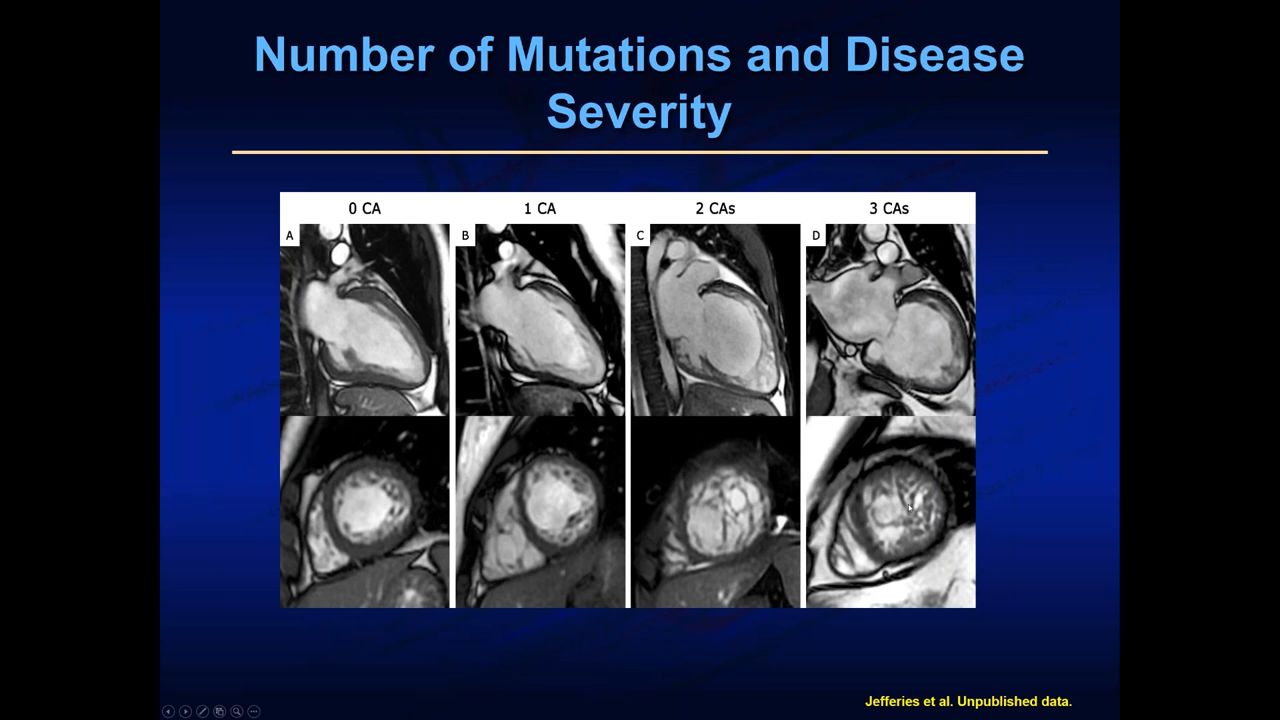 Number of Mutations and Disease
Severity
0 CA
1 CA
2 CAs
3 CAs
A
B
C
D
Jefferies et al. Unpublished data.